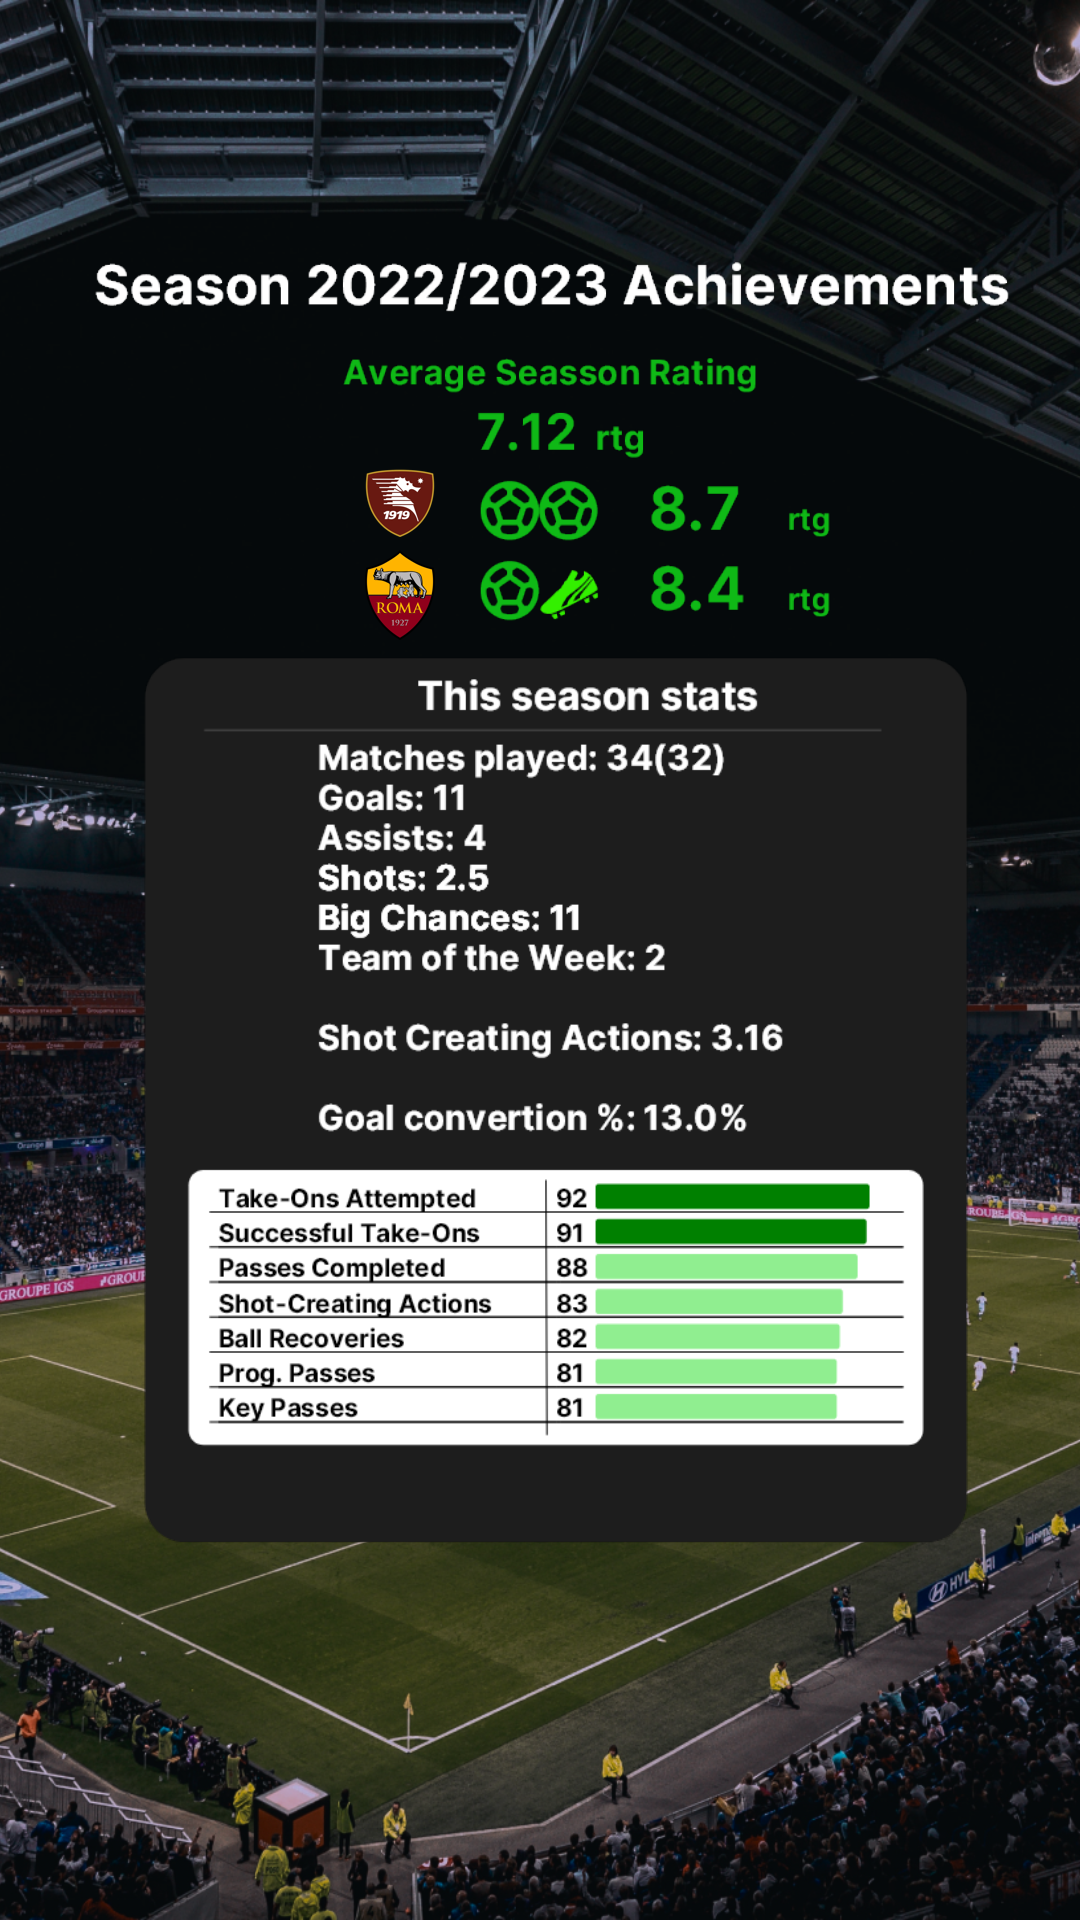 Season 2022/2023 Achievements
Average Seasson Rating
7.12 rtg
1919
8.7 rtg
ROMA
1927
8.4 rtg
This season stats
Matches played: 34(32)
Goals: 11
Assists: 4
Shots: 2.5
Big Chances: 11
Team of the Week: 2
Shot Creating Actions: 3.16
Goal convertion %: 13.0%
Take-Ons Attempted 92
Successful Take-Ons 91
Passes Completed 88
Shot-Creating Actions 83
Ball Recoveries 82
Prog. Passes 81
Key Passes 81
Groupama stadium
Orange
GROUPE IGS #GROU